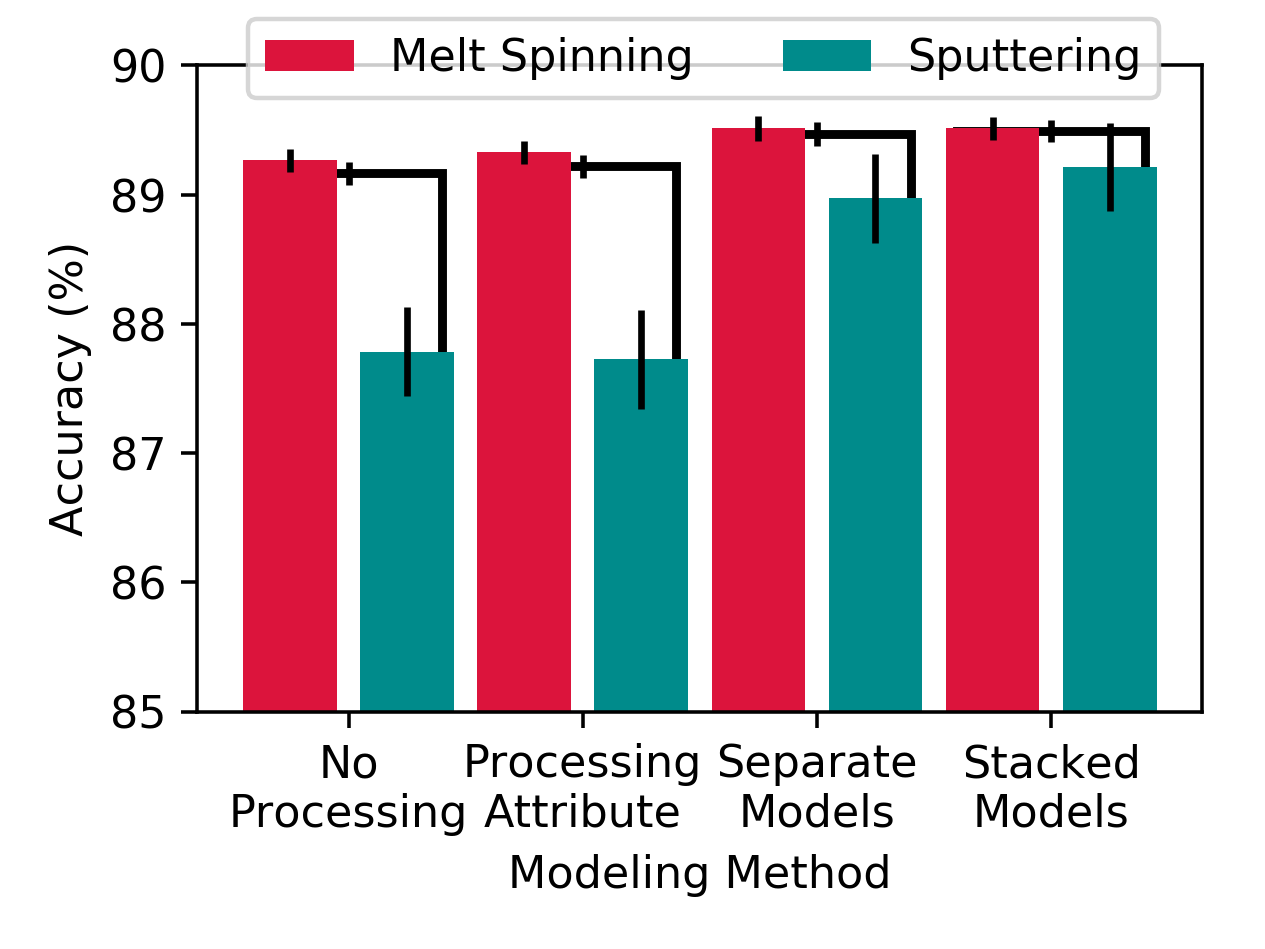 Melt Spinning
Sputtering
90
89
88
87
86
85
Accuracy (%)
No
Processing
Processing
Attribute
Separate
Models
Stacked
Models
Modeling Method